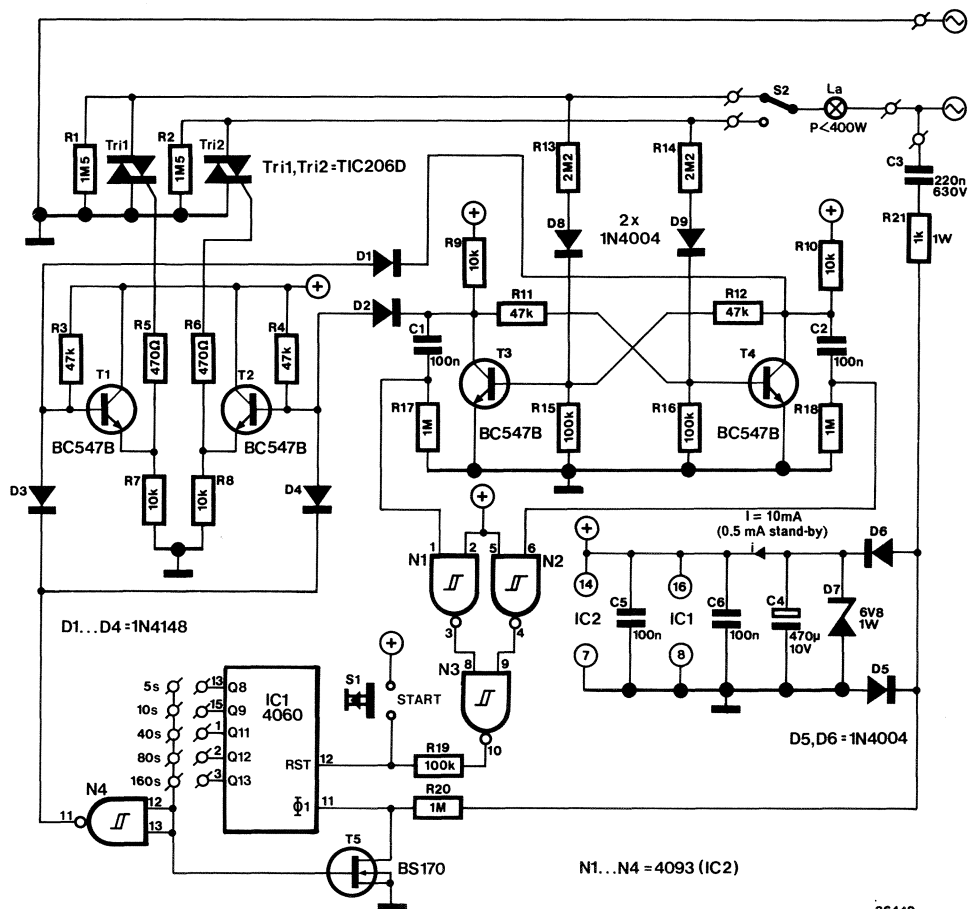 S2
La
P<400W
R1
1M5
Tri1
R2
1M5
Tri2
Tri1,Tri2=TIC206D
R13
2M2
R14
2M2
C3
220n
630V
R21
1k
1W
D8
D9
2x
1N4004
+
R9
10k
+
R10
10k
D1
D2
+
R3
47k
R5
470Ω
R6
470Ω
R4
47k
R11
47k
R12
47k
C1
100n
C2
100n
T1
BC547B
T2
BC547B
T3
BC547B
T4
BC547B
R17
1M
R15
100k
R16
100k
R18
1M
D3
R7
10k
R8
10k
D4
+
1
2
5
6
N1
N2
3
4
I = 10mA
(0.5 mA stand-by)
i
D6
+
14
16
IC2
C5
100n
IC1
C6
100n
C4
470µ
10V
D7
6V8
1W
7
8
D5
D1...D4=1N4148
D5,D6=1N4004
N3
8
9
10
+
S1
START
5s
10s
40s
80s
160s
13
Q8
15
Q9
1
Q11
2
Q12
3
Q13
IC1
4060
RST
12
Φ1
11
R19
100k
R20
1M
N4
11
12
13
T5
BS170
N1...N4=4093 (IC2)